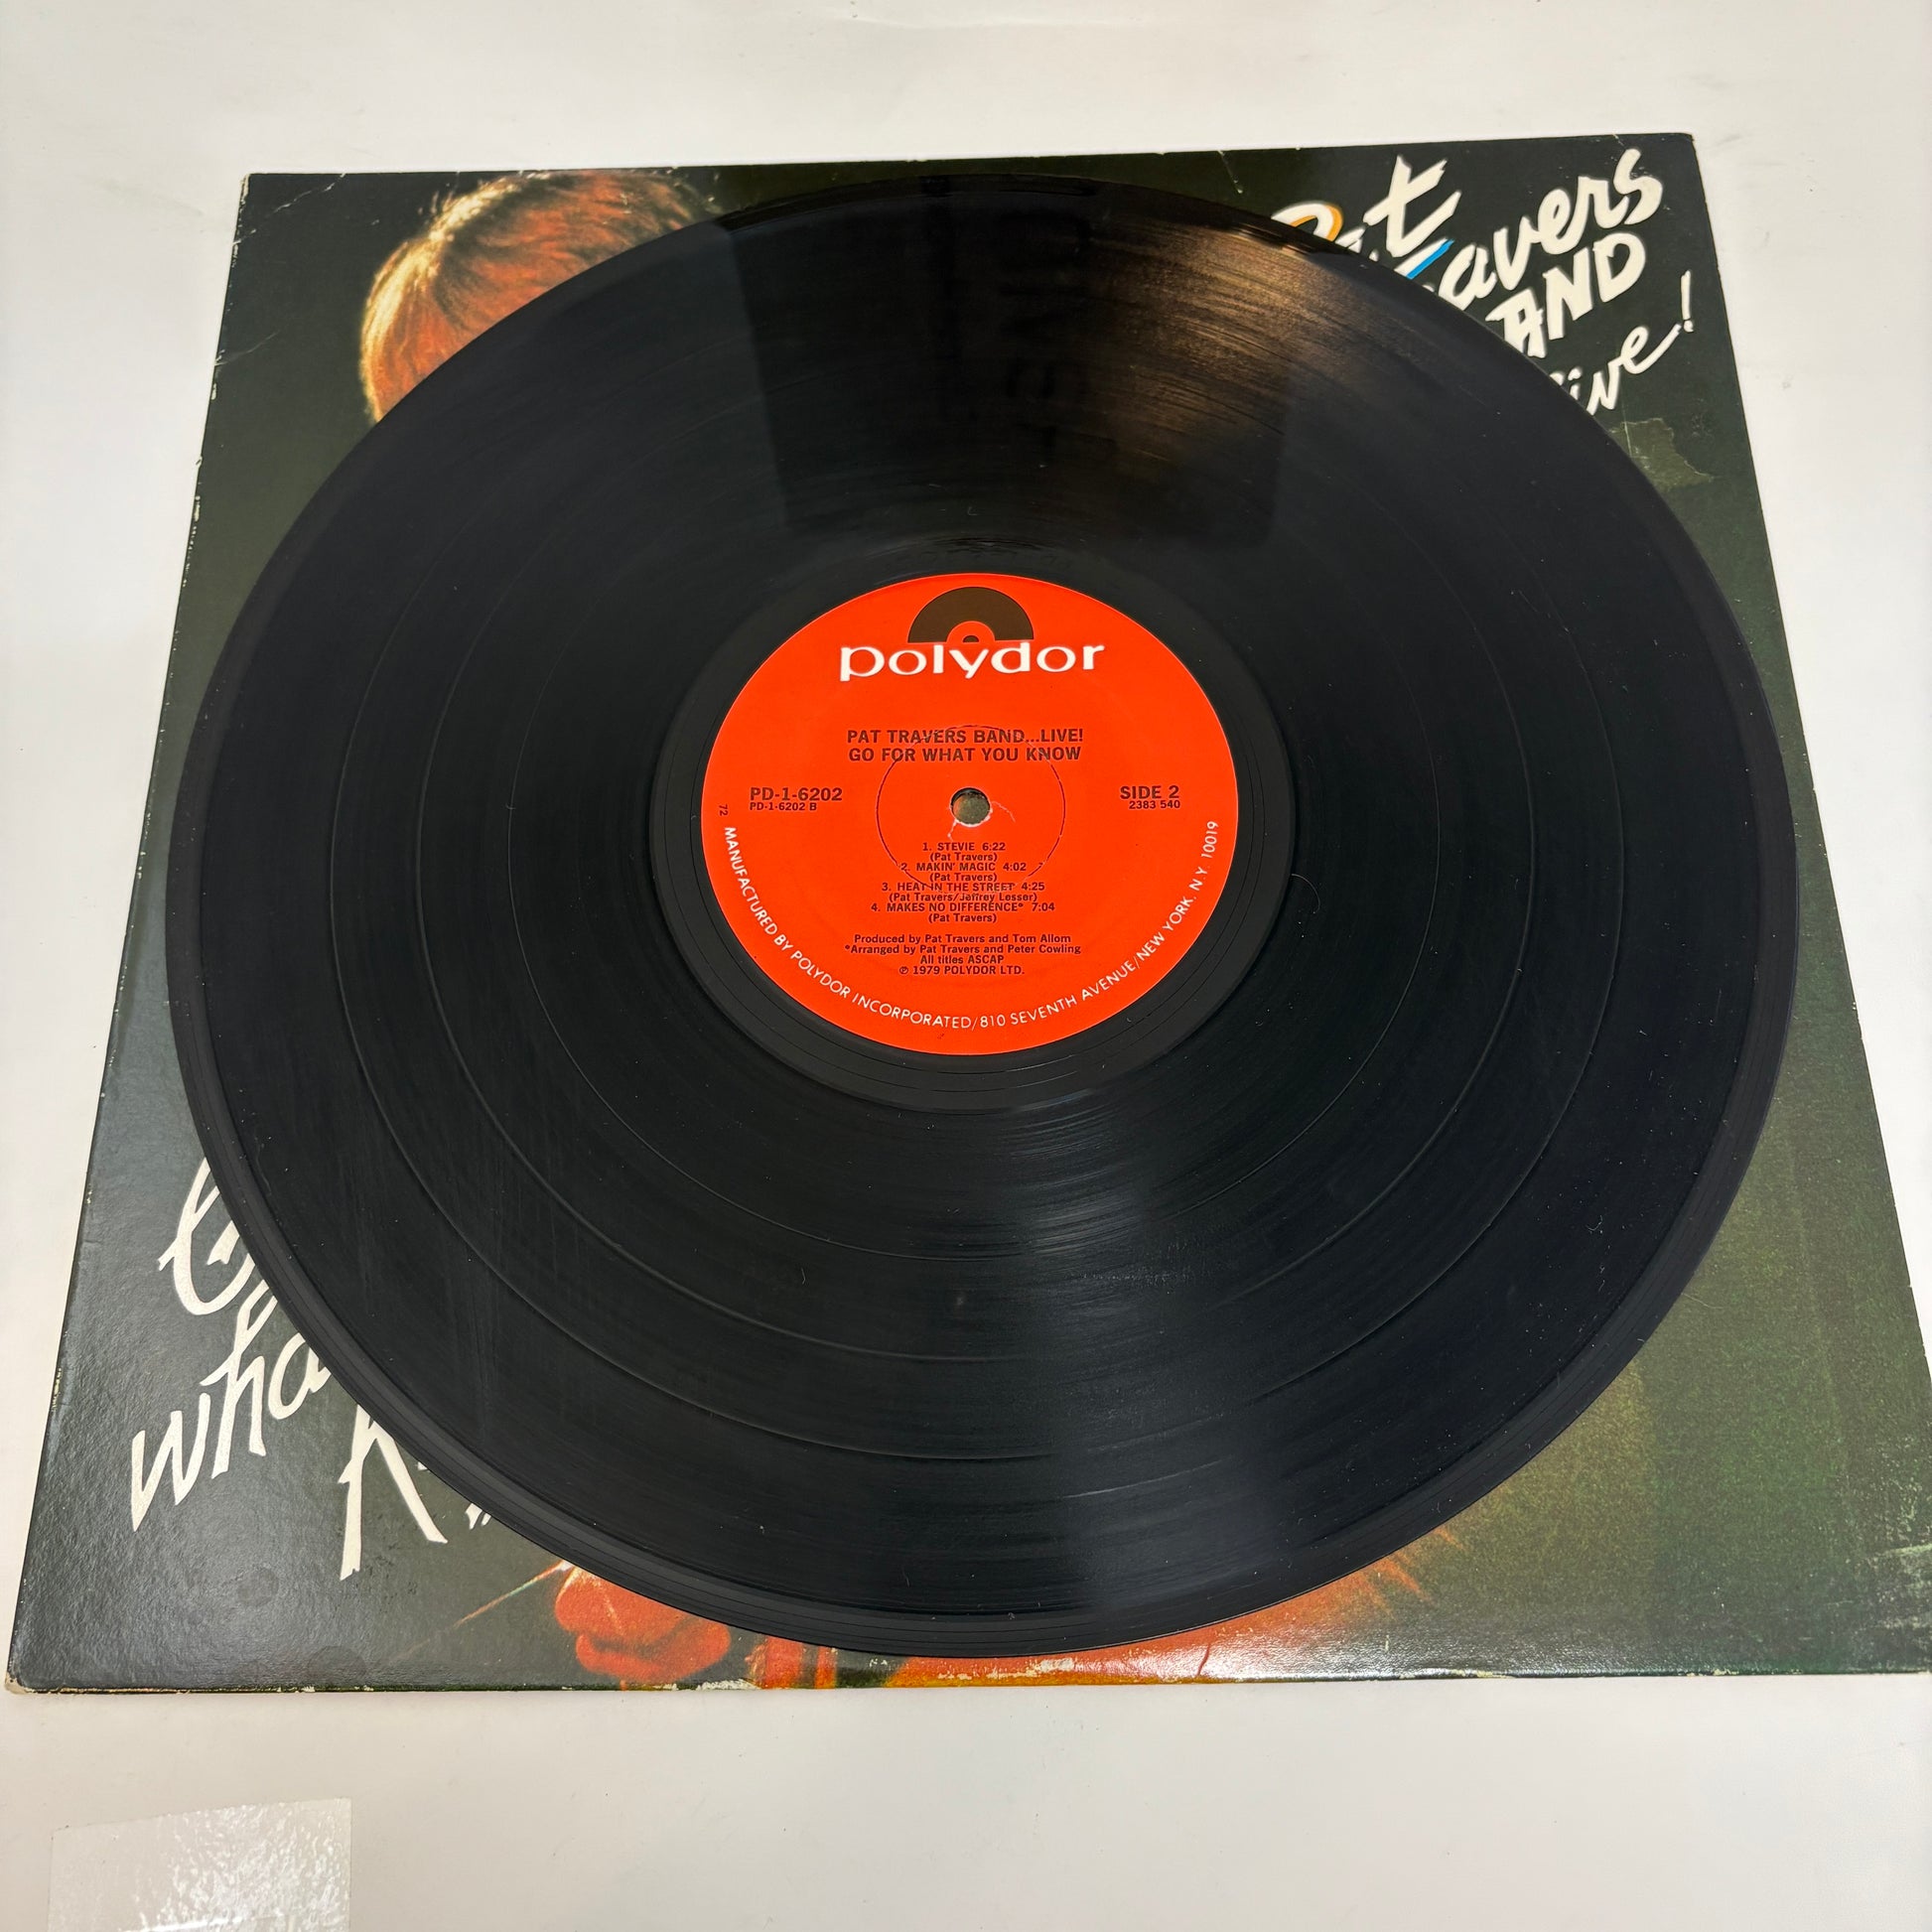 Travers
AND
Live!
polydor
PAT TRAVERS BAND...LIVE!
GO FOR WHAT YOU KNOW
PD-1-6202
PD-1-6202 B
SIDE 2
2383 540
72
1. STEVIE 6:22
(Pat Travers)
2. MAKIN' MAGIC 4:02
(Pat Travers)
3. HEAT IN THE STREET 4:25
(Pat Travers/Jeffrey Lesser)
4. MAKES NO DIFFERENCE* 7:04
(Pat Travers)
Produced by Pat Travers and Tom Allom
*Arranged by Pat Travers and Peter Cowling
All titles ASCAP
℗ 1979 POLYDOR LTD.
MANUFACTURED BY POLYDOR INCORPORATED/810 SEVENTH AVENUE/NEW YORK, N.Y. 10019